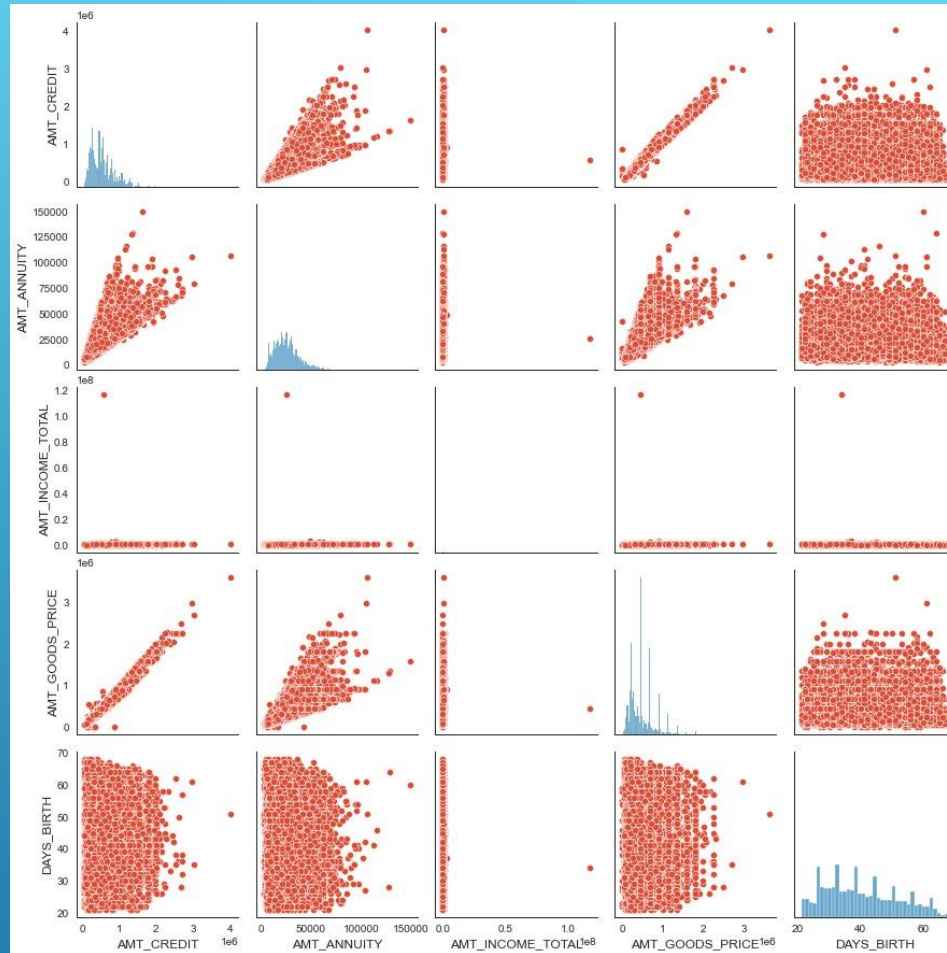 1e6
4
3
2
1
0
AMT_CREDIT
150000
125000
100000
75000
50000
25000
0
AMT_ANNUITY
1e8
1.2
1.0
0.8
0.6
0.4
0.2
0.0
AMT_INCOME_TOTAL
1e6
3
2
1
0
AMT_GOODS_PRICE
70
60
50
40
30
20
DAYS_BIRTH
0 1 2 3 4
1e6
AMT_CREDIT
0 50000 100000 150000
AMT_ANNUITY
0.0 0.5 1.0
1e8
AMT_INCOME_TOTAL
0 1 2 3
1e6
AMT_GOODS_PRICE
20 40 60
DAYS_BIRTH